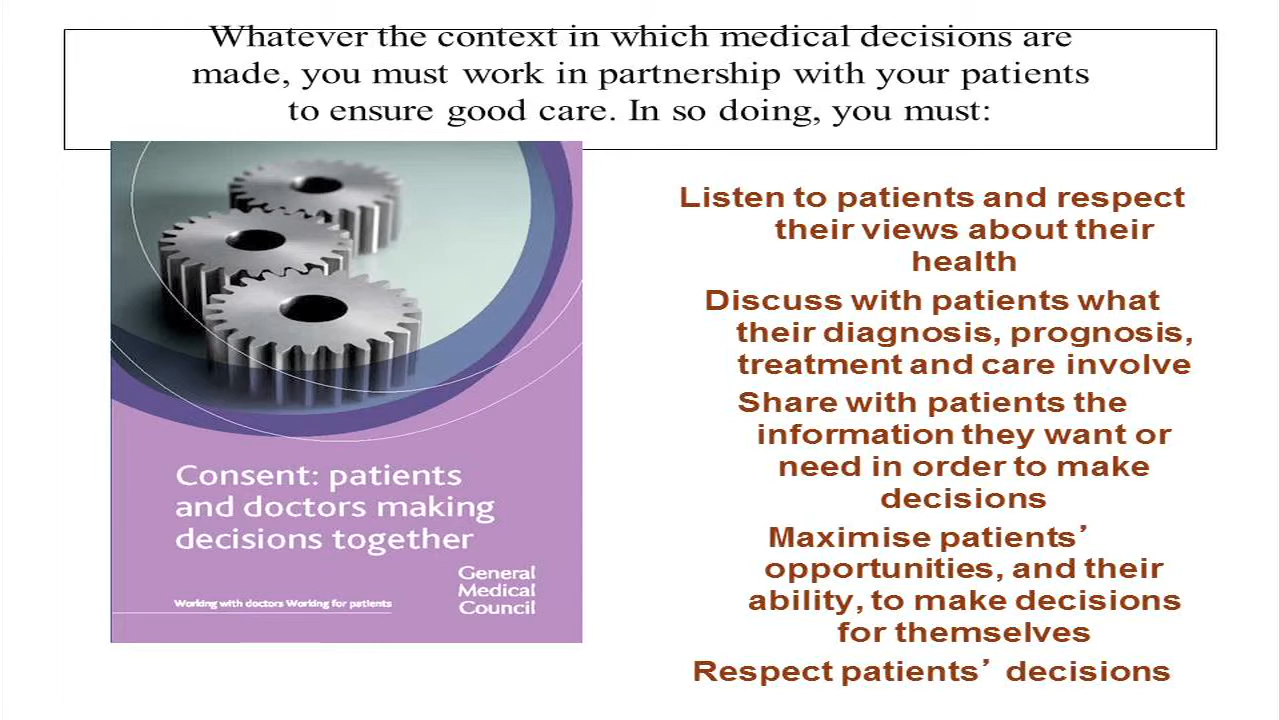 Whatever the context in which medical decisions are
made, you must work in partnership with your patients
to ensure good care. In so doing, you must:
Consent: patients
and doctors making
decisions together
General
Medical
Council
Working with doctors Working for patients
Listen to patients and respect
their views about their
health
Discuss with patients what
their diagnosis, prognosis,
treatment and care involve
Share with patients the
information they want or
need in order to make
decisions
Maximise patients’
opportunities, and their
ability, to make decisions
for themselves
Respect patients’ decisions